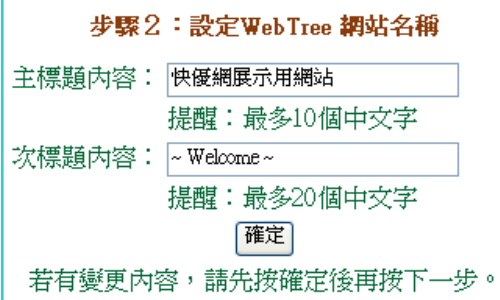 步驟２：設定WebTree 網站名稱
主標題內容： 快優網展示用網站
提醒：最多10個中文字
次標題內容： ~ Welcome ~
提醒：最多20個中文字
確定
若有變更內容，請先按確定後再按下一步。